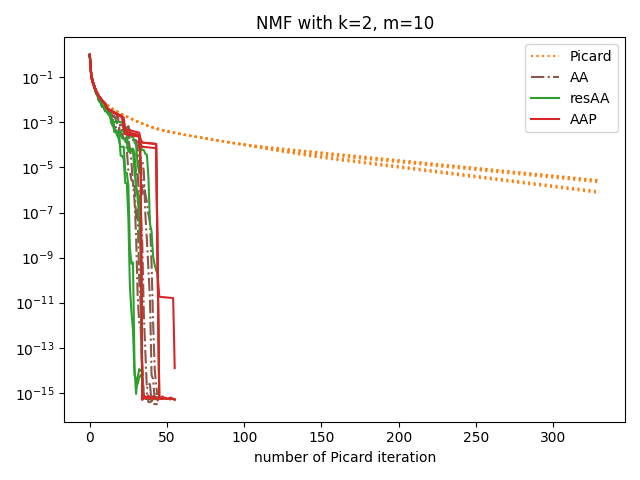 NMF with k=2, m=10
Picard
AA
resAA
AAP
10⁻¹
10⁻³
10⁻⁵
10⁻⁷
10⁻⁹
10⁻¹¹
10⁻¹³
10⁻¹⁵
0 50 100 150 200 250 300
number of Picard iteration